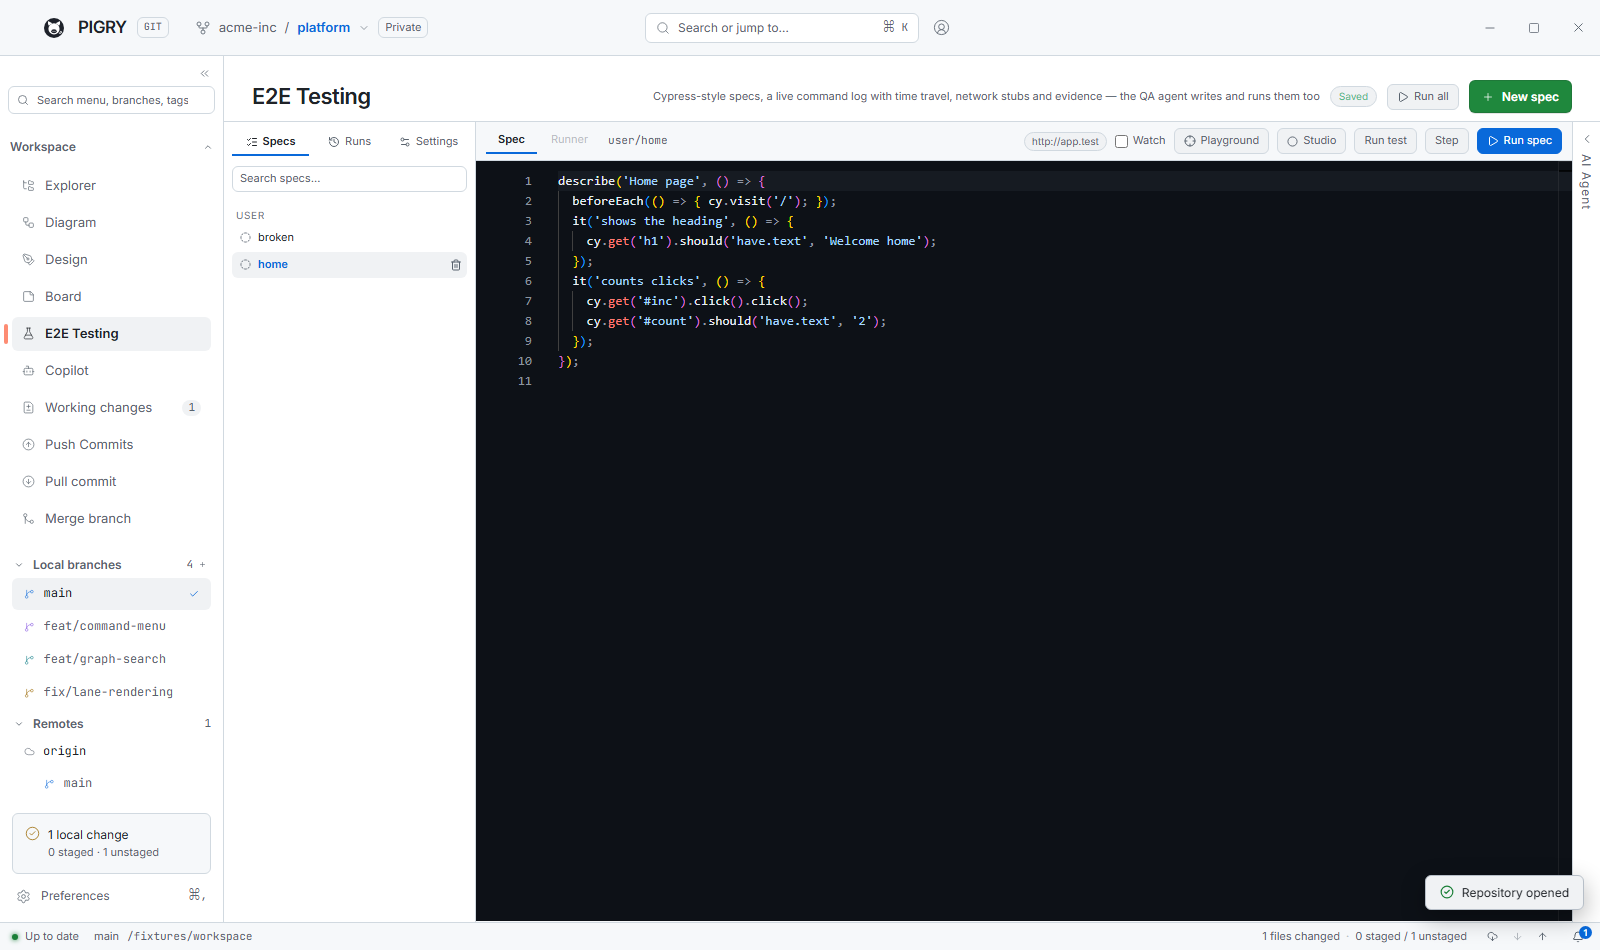 PIGRY GIT acme-inc / platform Private Search or jump to... ⌘ K
Search menu, branches, tags
Workspace
Explorer
Diagram
Design
Board
E2E Testing
Copilot
Working changes 1
Push Commits
Pull commit
Merge branch
Local branches 4 +
main
feat/command-menu
feat/graph-search
fix/lane-rendering
Remotes 1
origin
main
1 local change
0 staged · 1 unstaged
Preferences ⌘,
E2E Testing
Cypress-style specs, a live command log with time travel, network stubs and evidence — the QA agent writes and runs them too Saved Run all + New spec
Specs Runs Settings
Search specs...
USER
broken
home
Spec Runner user/home http://app.test Watch Playground Studio Run test Step Run spec
1 describe('Home page', () => {
2 beforeEach(() => { cy.visit('/'); });
3 it('shows the heading', () => {
4 cy.get('h1').should('have.text', 'Welcome home');
5 });
6 it('counts clicks', () => {
7 cy.get('#inc').click().click();
8 cy.get('#count').should('have.text', '2');
9 });
10 });
11
AI Agent
Repository opened
Up to date main /fixtures/workspace 1 files changed · 0 staged / 1 unstaged 1